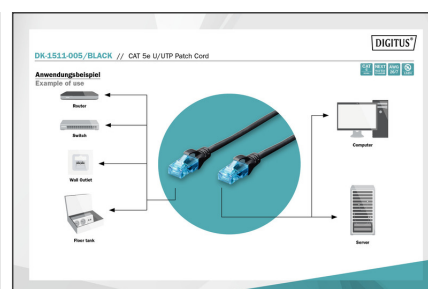 DIGITUS®
DK-1511-005/BLACK // CAT 5e U/UTP Patch Cord
Anwendungsbeispiel
Example of use
Router
Switch
Wall Outlet
Floor tank
Computer
Server